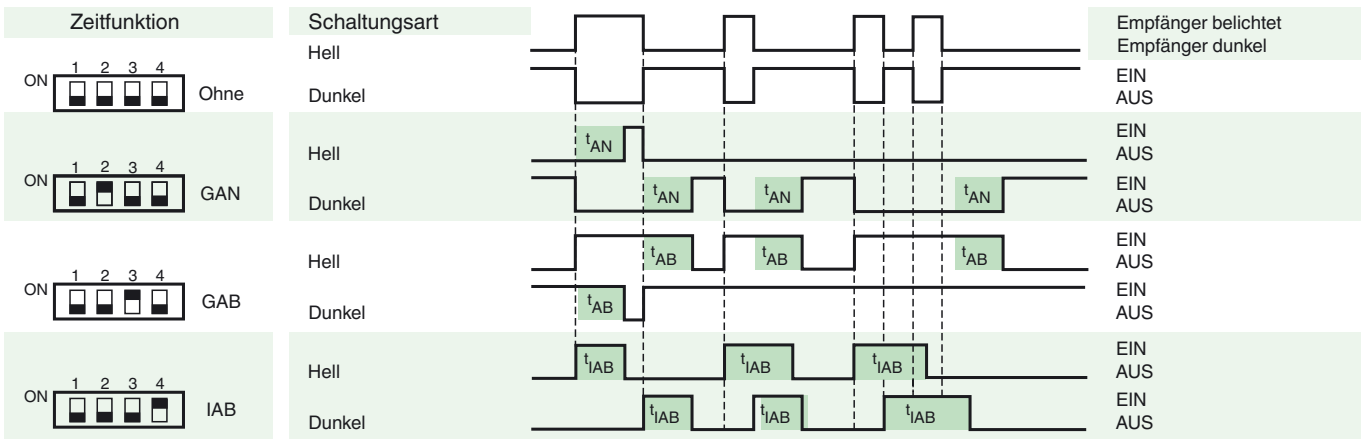 Zeitfunktion Schaltungsart Empfänger belichtet
Hell Empfänger dunkel
ON 1 2 3 4 Ohne Dunkel EIN
AUS
Hell tAN EIN
AUS
ON 1 2 3 4 GAN Dunkel tAN tAN tAN EIN
AUS
Hell tAB tAB tAB EIN
AUS
ON 1 2 3 4 GAB Dunkel tAB EIN
AUS
Hell tIAB tIAB tIAB EIN
AUS
ON 1 2 3 4 IAB Dunkel tIAB tIAB tIAB EIN
AUS